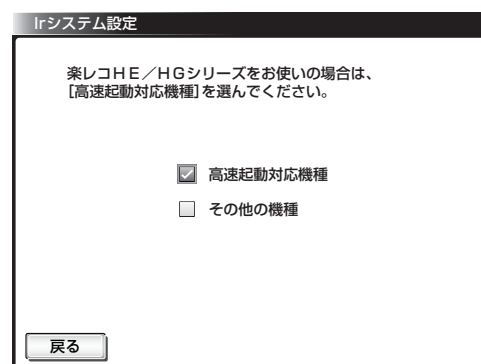 Irシステム設定
楽レコHE/HGシリーズをお使いの場合は、
[高速起動対応機種]を選んでください。
高速起動対応機種
その他の機種
戻る